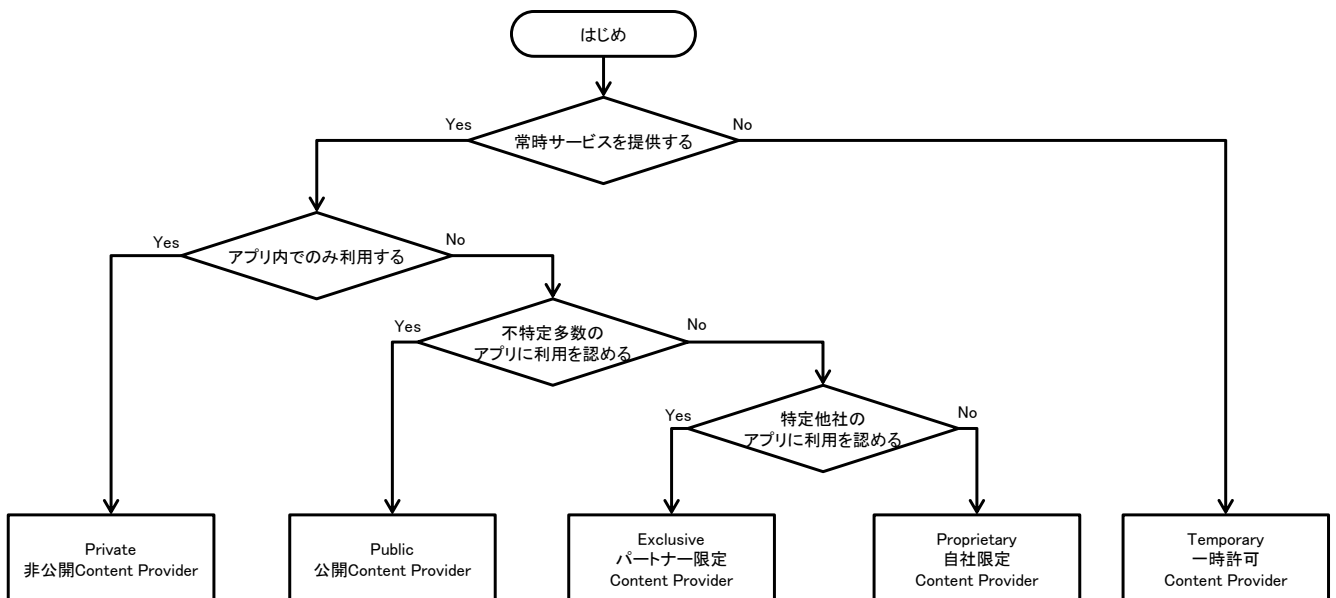 はじめ
Yes
No
常時サービスを提供する
Yes
No
アプリ内でのみ利用する
Yes
No
不特定多数の
アプリに利用を認める
Yes
No
特定他社の
アプリに利用を認める
Private
非公開Content Provider
Public
公開Content Provider
Exclusive
パートナー限定
Content Provider
Proprietary
自社限定
Content Provider
Temporary
一時許可
Content Provider